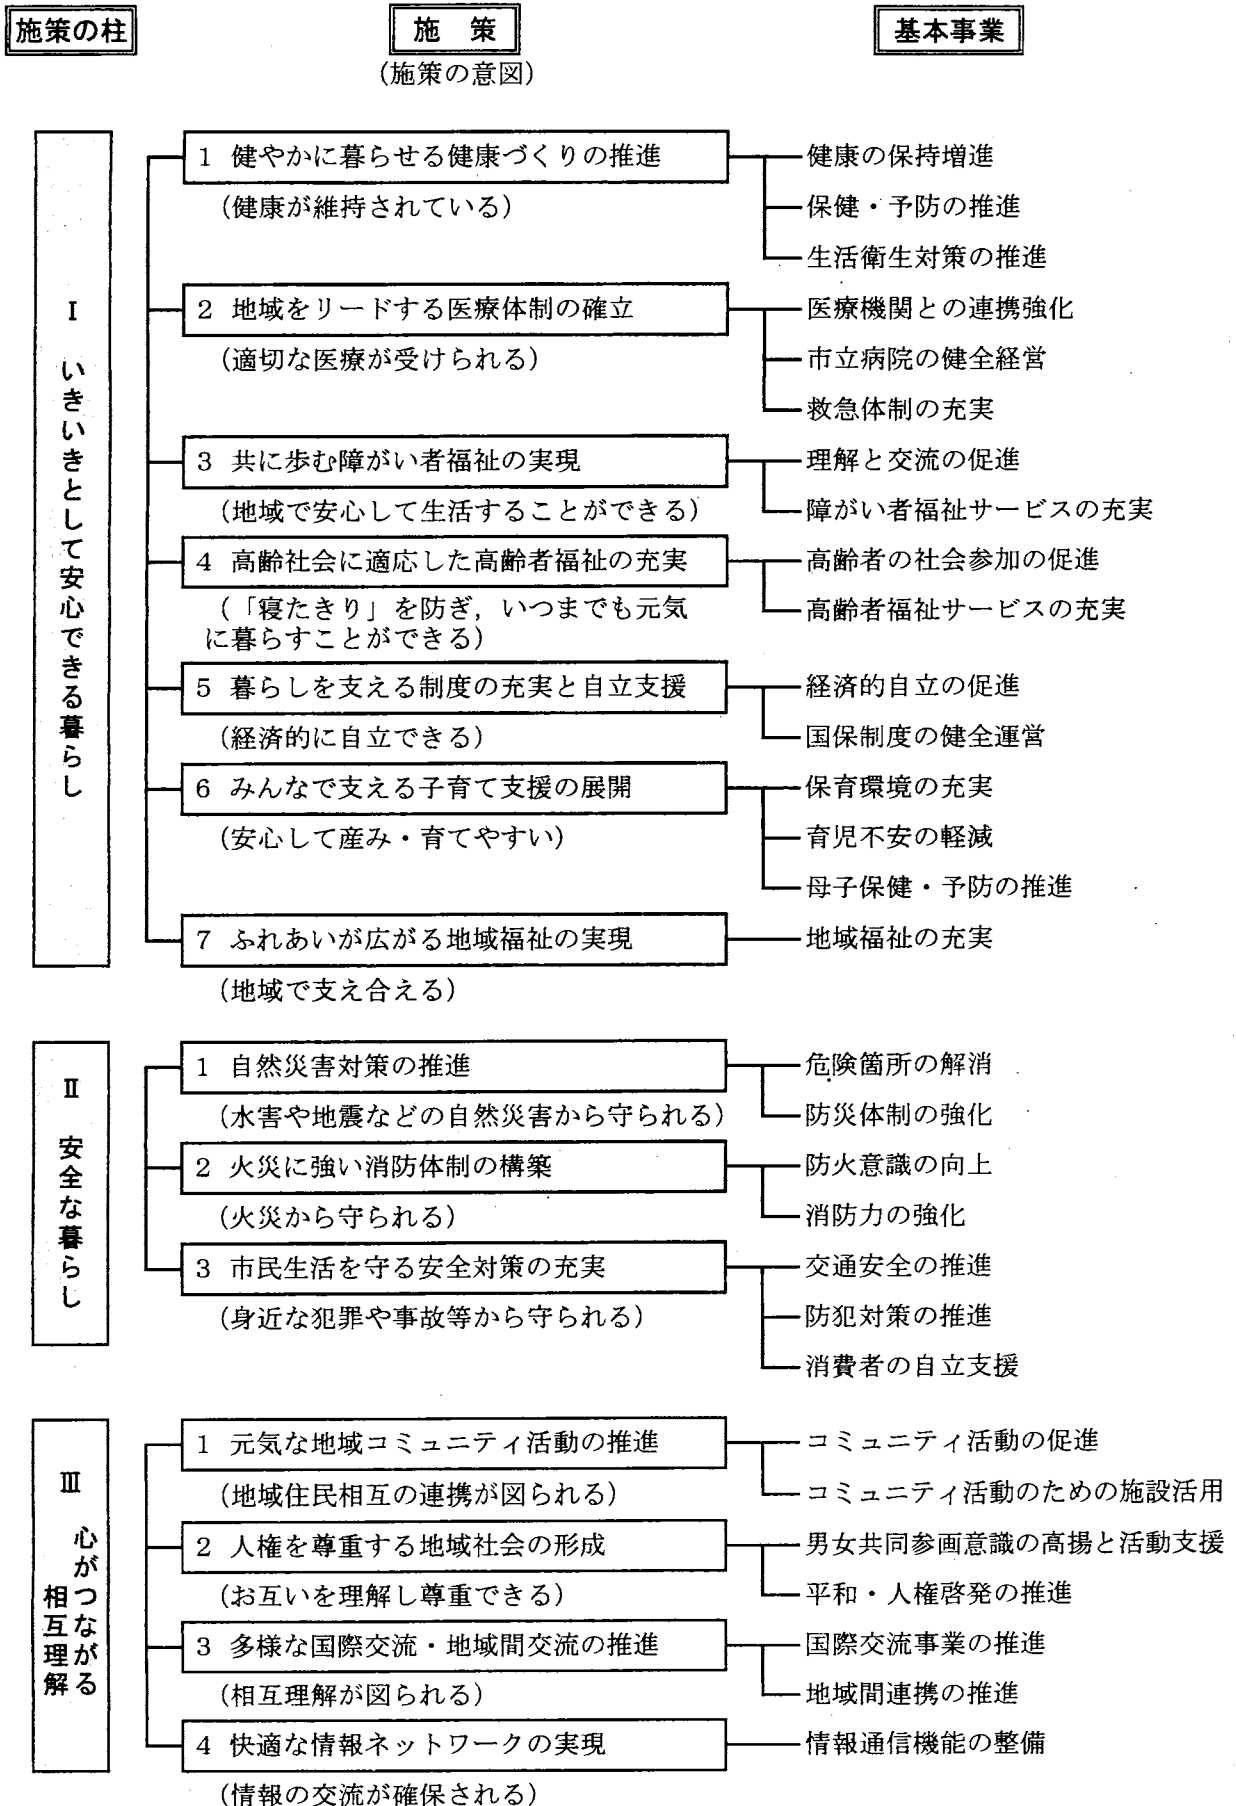 施策の柱
施　策
基本事業
(施策の意図)
Ⅰ　いきいきとして安心できる暮らし
1 健やかに暮らせる健康づくりの推進
(健康が維持されている)
健康の保持増進
保健・予防の推進
生活衛生対策の推進
2 地域をリードする医療体制の確立
(適切な医療が受けられる)
医療機関との連携強化
市立病院の健全経営
救急体制の充実
3 共に歩む障がい者福祉の実現
(地域で安心して生活することができる)
理解と交流の促進
障がい者福祉サービスの充実
4 高齢社会に適応した高齢者福祉の充実
(「寝たきり」を防ぎ，いつまでも元気
に暮らすことができる)
高齢者の社会参加の促進
高齢者福祉サービスの充実
5 暮らしを支える制度の充実と自立支援
(経済的に自立できる)
経済的自立の促進
国保制度の健全運営
6 みんなで支える子育て支援の展開
(安心して産み・育てやすい)
保育環境の充実
育児不安の軽減
母子保健・予防の推進
7 ふれあいが広がる地域福祉の実現
(地域で支え合える)
地域福祉の充実
Ⅱ　安全な暮らし
1 自然災害対策の推進
(水害や地震などの自然災害から守られる)
危険箇所の解消
防災体制の強化
2 火災に強い消防体制の構築
(火災から守られる)
防火意識の向上
消防力の強化
3 市民生活を守る安全対策の充実
(身近な犯罪や事故等から守られる)
交通安全の推進
防犯対策の推進
消費者の自立支援
Ⅲ　心がつながる
相互理解
1 元気な地域コミュニティ活動の推進
(地域住民相互の連携が図られる)
コミュニティ活動の促進
コミュニティ活動のための施設活用
2 人権を尊重する地域社会の形成
(お互いを理解し尊重できる)
男女共同参画意識の高揚と活動支援
平和・人権啓発の推進
3 多様な国際交流・地域間交流の推進
(相互理解が図られる)
国際交流事業の推進
地域間連携の推進
4 快適な情報ネットワークの実現
(情報の交流が確保される)
情報通信機能の整備